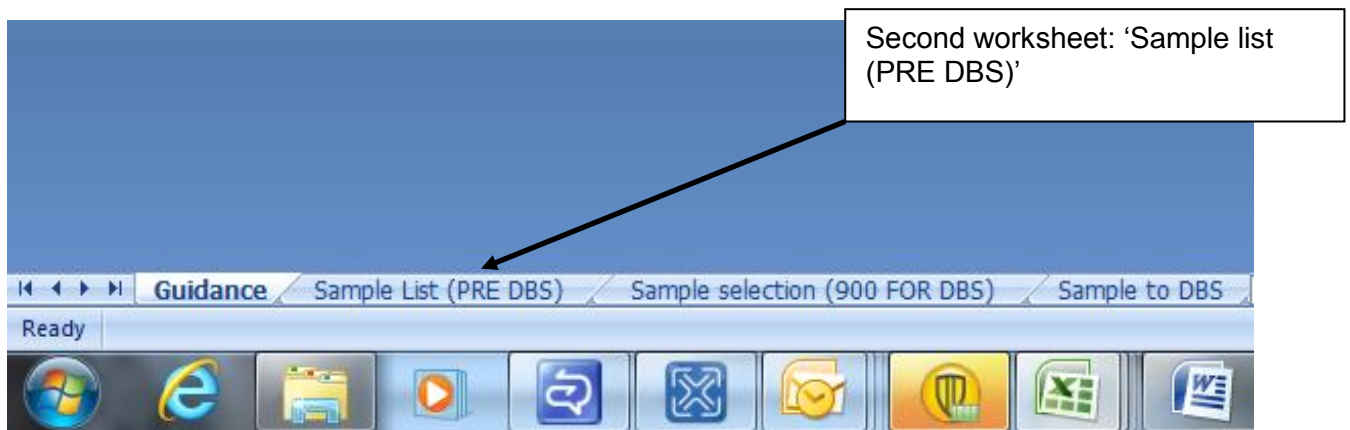 Second worksheet: ‘Sample list
(PRE DBS)’
Guidance Sample List (PRE DBS) Sample selection (900 FOR DBS) Sample to DBS
Ready